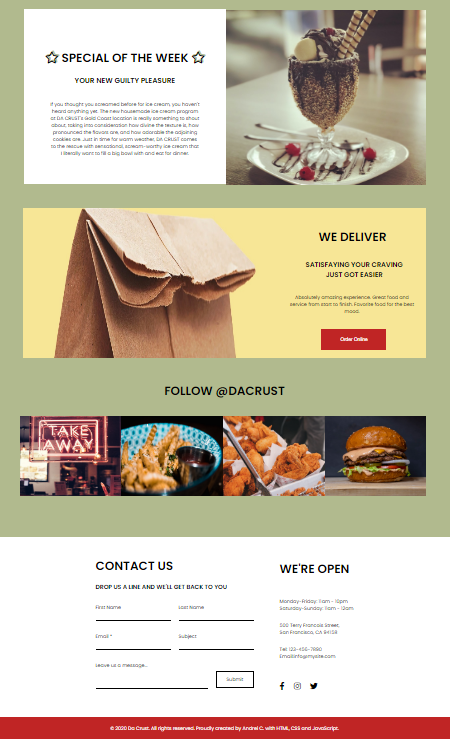 SPECIAL OF THE WEEK
YOUR NEW GUILTY PLEASURE
If you thought you screamed before for ice cream, you haven't
heard anything yet. The new housemade ice cream program,
at DA CRUST's Gold Coast location is really something to shout
about; taking into consideration how divine the texture is, how
pronounced the flavors are, and how adorable the adjoining
cookies are. Just in time for warm weather, DA CRUST comes
to the rescue with sensational, scream-worthy ice cream that
I literally want to fill a big bowl with and eat for dinner.
WE DELIVER
SATISFAYING YOUR CRAVING
JUST GOT EASIER
Absolutely amazing experience. Great food and
service from start to finish. Favorite food for the best
mood.
Order Online
FOLLOW @DACRUST
TAKE
AWAY
CONTACT US
DROP US A LINE AND WE'LL GET BACK TO YOU
First Name
Last Name
Email *
Subject
Leave us a message...
Submit
WE'RE OPEN
Monday-Friday: 11am - 10pm
Saturday-Sunday: 11am - 12am
500 Terry Francois Street,
San Francisco, CA 94158
Tel: 123-456-7890
Email:info@mysite.com
© 2020 Da Crust. All rights reserved. Proudly created by Andrei C. with HTML, CSS and JavaScript.